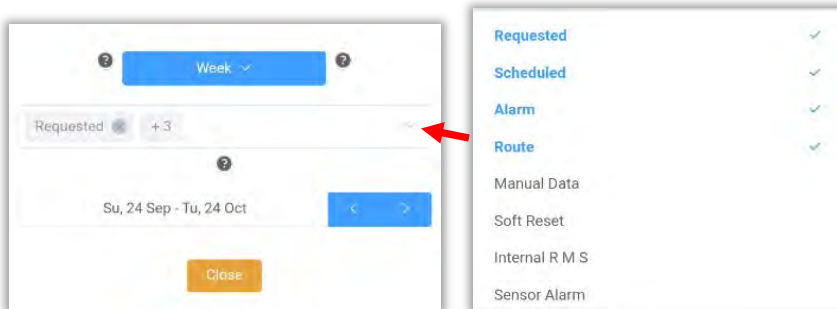 ?
Week
?
Requested
+ 3
?
Su, 24 Sep - Tu, 24 Oct
Close
Requested
Scheduled
Alarm
Route
Manual Data
Soft Reset
Internal R M S
Sensor Alarm